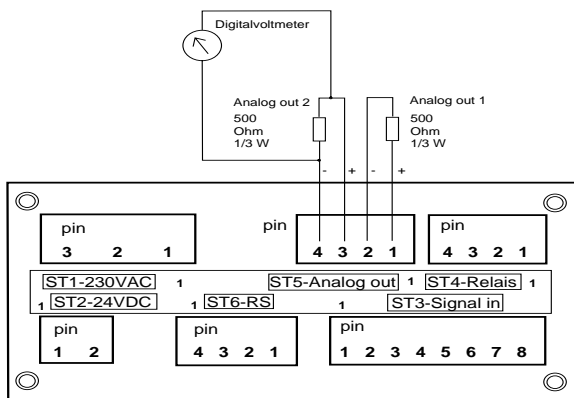 Digitalvoltmeter
Analog out 2
500
Ohm
1/3 W
Analog out 1
500
Ohm
1/3 W
- + - +
pin
3 2 1
pin
4 3 2 1
pin
4 3 2 1
ST1-230VAC 1 ST5-Analog out 1 ST4-Relais 1
1 ST2-24VDC 1 ST6-RS 1 ST3-Signal in
pin
1 2
pin
4 3 2 1
pin
1 2 3 4 5 6 7 8